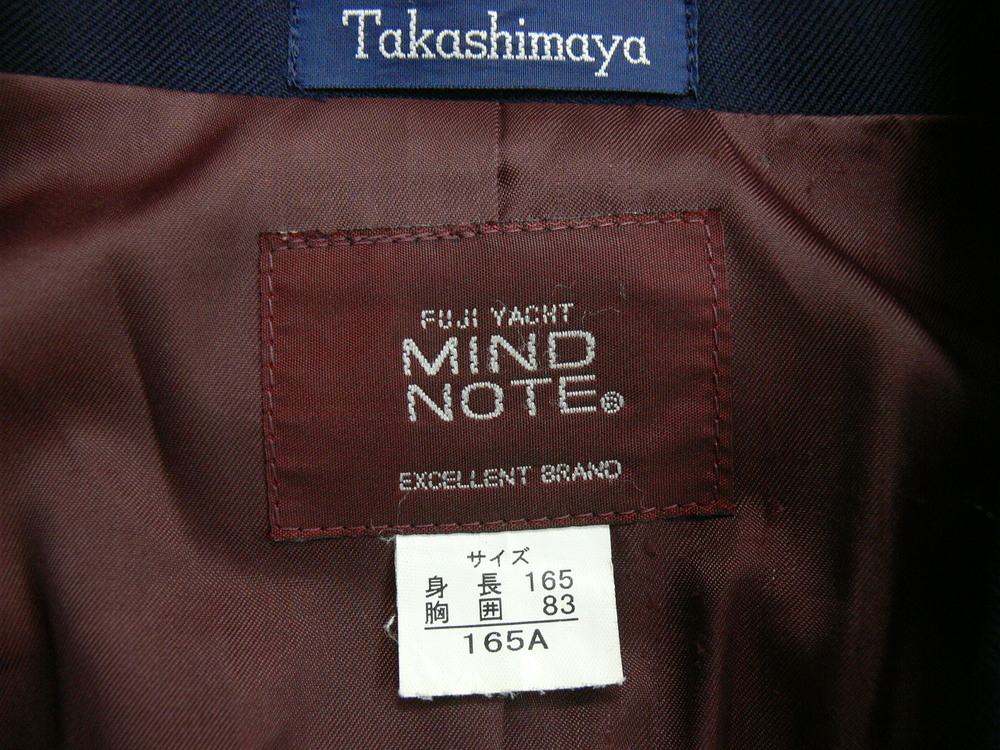 Takashimaya
FUJI YACHT
MIND
NOTE®
EXCELLENT BRAND
サイズ
身長 165
胸囲 83
165A